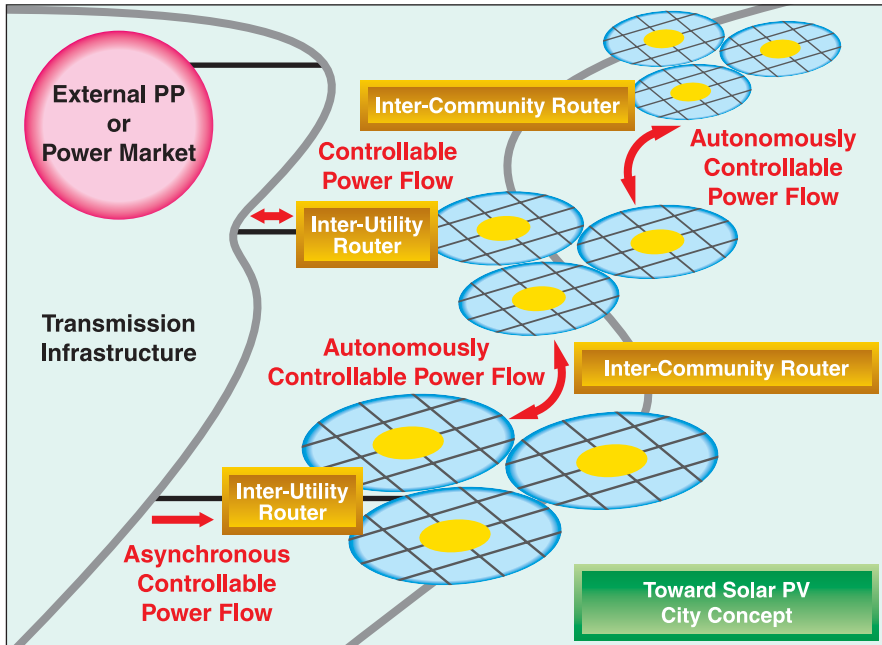 External PP
or
Power Market
Inter-Community Router
Autonomously
Controllable
Power Flow
Controllable
Power Flow
Inter-Utility
Router
Transmission
Infrastructure
Autonomously
Controllable Power Flow
Inter-Community Router
Inter-Utility
Router
Asynchronous
Controllable
Power Flow
Toward Solar PV
City Concept